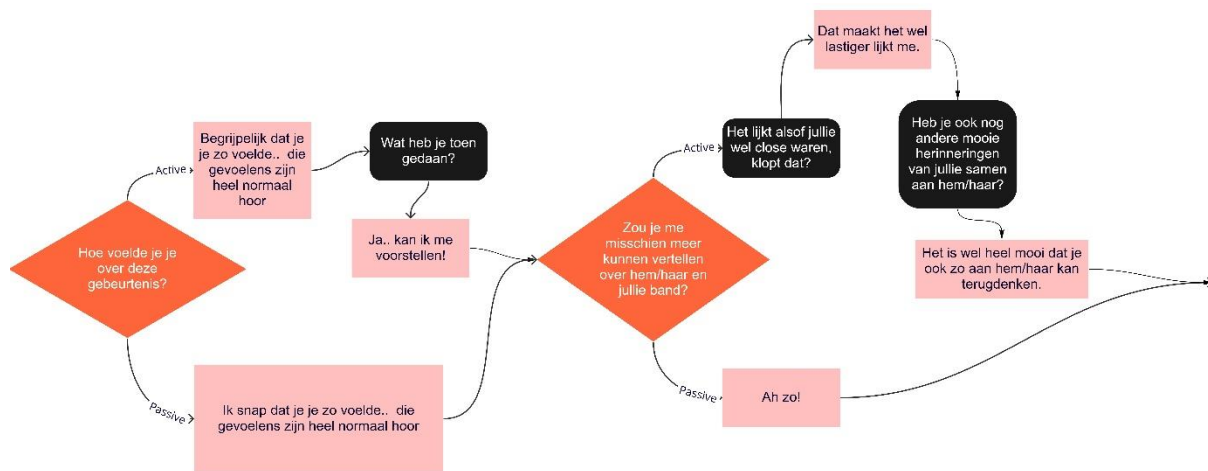 Hoe voelde je je
over deze
gebeurtenis?
Active
Begrijpelijk dat je
je zo voelde.. die
gevoelens zijn
heel normaal
hoor
Wat heb je toen
gedaan?
Ja.. kan ik me
voorstellen!
Passive
Ik snap dat je je zo voelde.. die
gevoelens zijn heel normaal hoor
Zou je me
misschien meer
kunnen vertellen
over hem/haar en
jullie band?
Active
Het lijkt alsof jullie
wel close waren,
klopt dat?
Dat maakt het wel
lastiger lijkt me.
Heb je ook nog
andere mooie
herinneringen
van jullie samen
aan hem/haar?
Het is wel heel mooi dat je
ook zo aan hem/haar kan
terugdenken.
Passive
Ah zo!